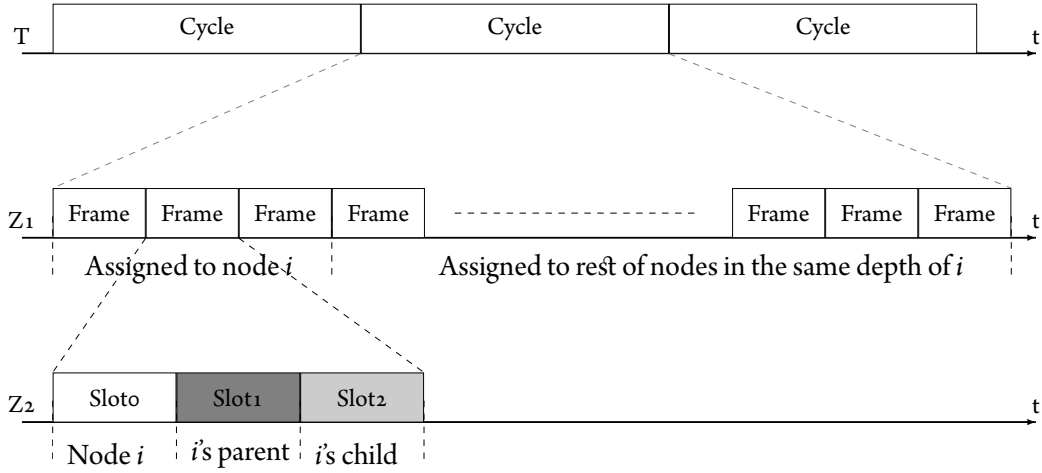 T Cycle Cycle Cycle t
Z1 Frame Frame Frame Frame Frame Frame Frame t
Assigned to node i Assigned to rest of nodes in the same depth of i
Z2 Slot0 Slot1 Slot2 t
Node i i's parent i's child